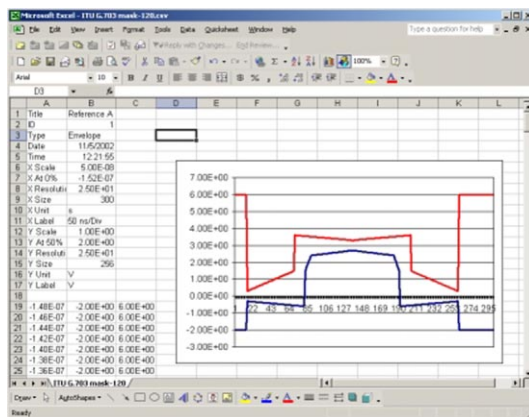 Microsoft Excel - ITU G.703 mask-120.csv
File Edit View Insert Format Tools Data Quicksheet Window Help
Type a question for help
Reply with Changes... End Review...
100%
Arial 10 B I U $ % ,
D3 fx
A B C D E F G H I J K L
1 Title Reference A
2 ID 1
3 Type Envelope
4 Date 11/5/2002
5 Time 12:21:55
6 X Scale 5.00E-08
7 X At 0% -1.52E-07
8 X Resolutio 2.50E+01
9 X Size 300
10 X Unit s
11 X Label 50 ns/Div
12 Y Scale 1.00E+00
13 Y At 50% 2.00E+00
14 Y Resoluti 2.50E+01
15 Y Size 256
16 Y Unit V
17 Y Label V
18
19 -1.48E-07 -2.00E+00 6.00E+00
20 -1.46E-07 -2.00E+00 6.00E+00
21 -1.44E-07 -2.00E+00 6.00E+00
22 -1.42E-07 -2.00E+00 6.00E+00
23 -1.40E-07 -2.00E+00 6.00E+00
24 -1.38E-07 -2.00E+00 6.00E+00
25 -1.36E-07 -2.00E+00 6.00E+00
7.00E+00
6.00E+00
5.00E+00
4.00E+00
3.00E+00
2.00E+00
1.00E+00
0.00E+00
-1.00E+00
-2.00E+00
-3.00E+00
1 22 43 64 85 106 127 148 169 190 211 232 253 274 295
ITU G.703 mask-120
Draw AutoShapes
Ready